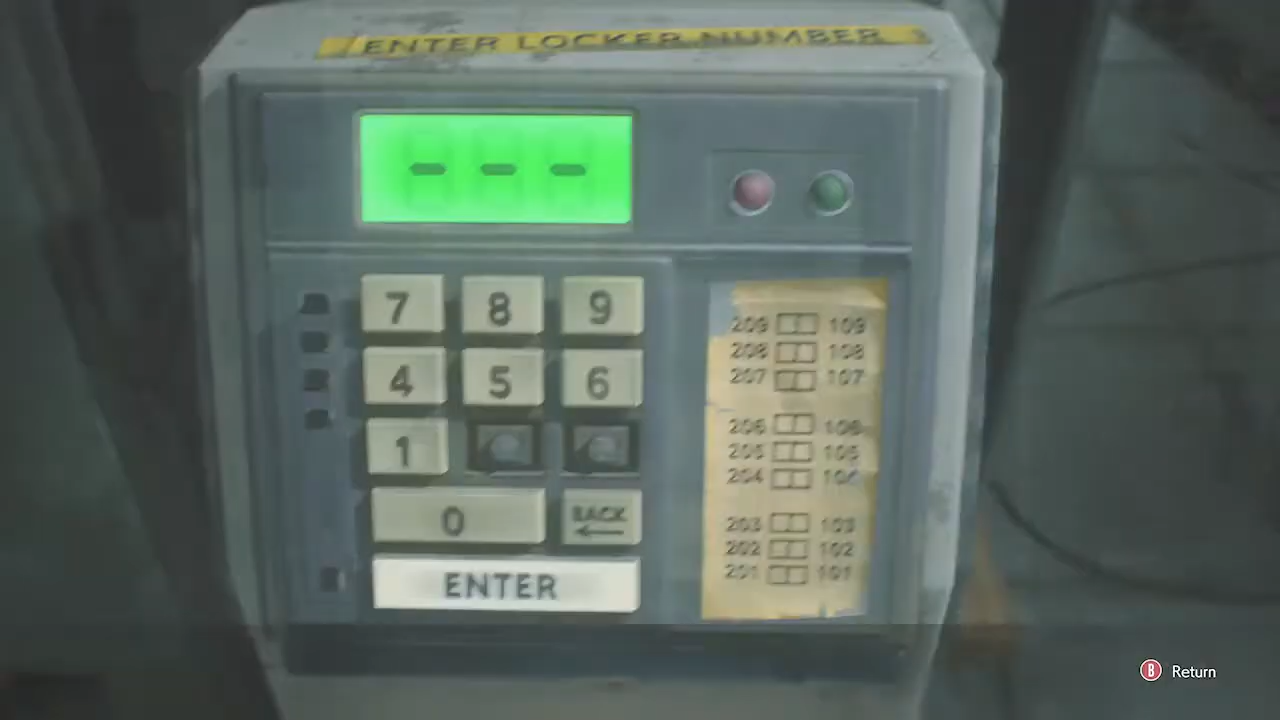 ENTER LOCKER NUMBER
- - -
7 8 9
4 5 6
1
0 BACK
ENTER
209 109
208 108
207 107
206 106
205 105
204 104
203 103
202 102
201 101
B Return